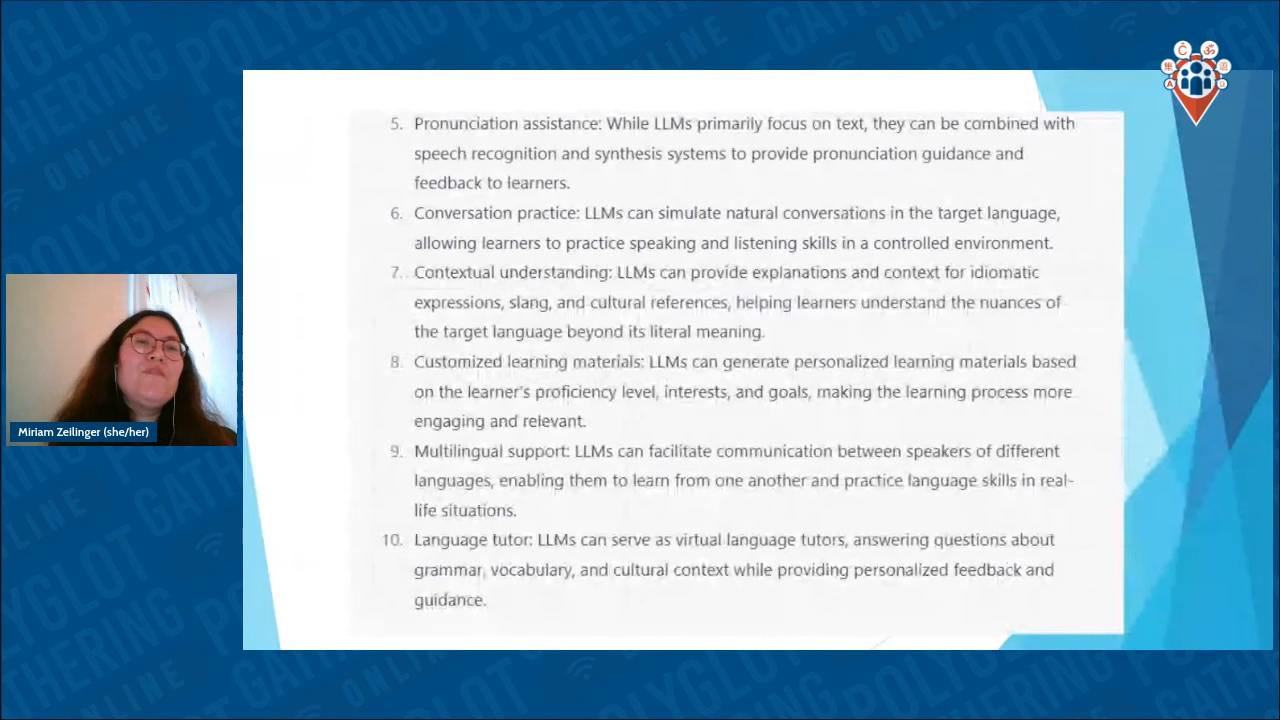 POLYGLOT
GATHERING
ONLINE
5. Pronunciation assistance: While LLMs primarily focus on text, they can be combined with
speech recognition and synthesis systems to provide pronunciation guidance and
feedback to learners.
6. Conversation practice: LLMs can simulate natural conversations in the target language,
allowing learners to practice speaking and listening skills in a controlled environment.
7. Contextual understanding: LLMs can provide explanations and context for idiomatic
expressions, slang, and cultural references, helping learners understand the nuances of
the target language beyond its literal meaning.
8. Customized learning materials: LLMs can generate personalized learning materials based
on the learner's proficiency level, interests, and goals, making the learning process more
engaging and relevant.
9. Multilingual support: LLMs can facilitate communication between speakers of different
languages, enabling them to learn from one another and practice language skills in real-
life situations.
10. Language tutor: LLMs can serve as virtual language tutors, answering questions about
grammar, vocabulary, and cultural context while providing personalized feedback and
guidance.
Miriam Zeilinger (she/her)